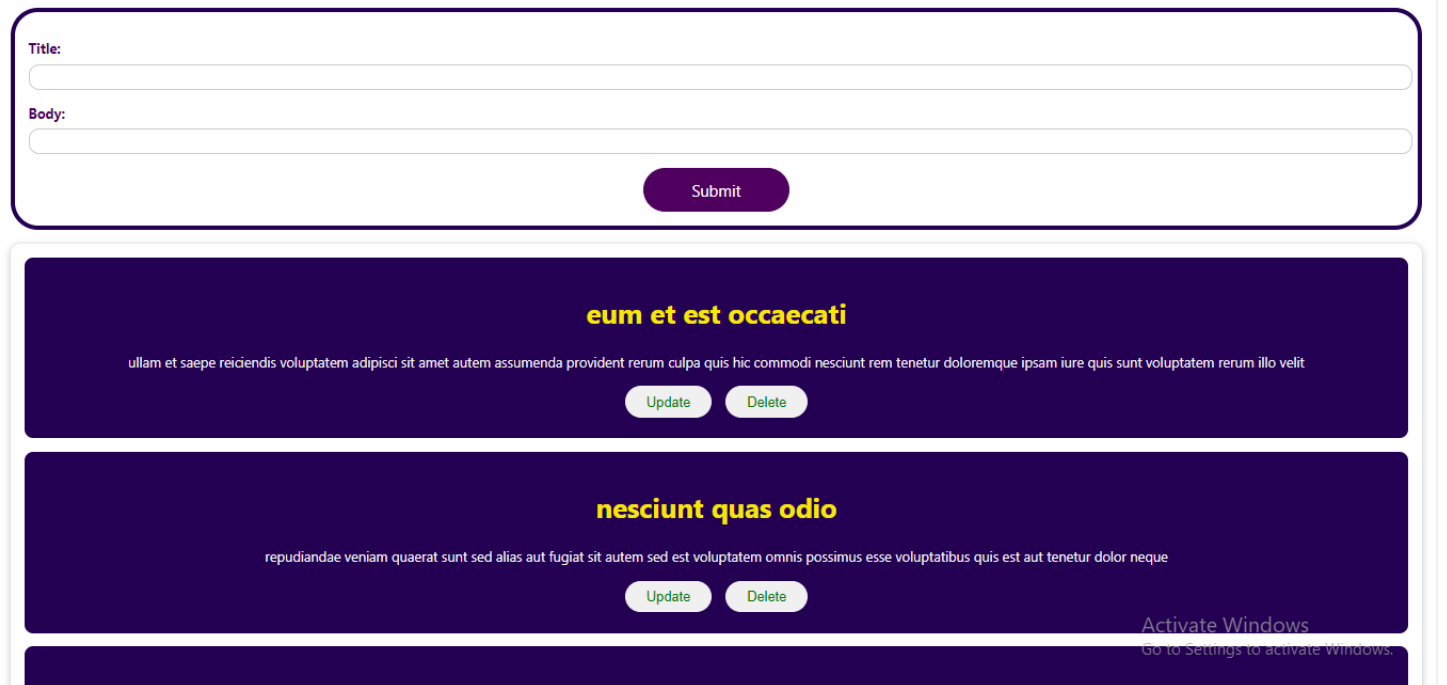 Title:
Body:
Submit
eum et est occaecati
ullam et saepe reiciendis voluptatem adipisci sit amet autem assumenda provident rerum culpa quis hic commodi nesciunt rem tenetur doloremque ipsam iure quis sunt voluptatem rerum illo velit
Update Delete
nesciunt quas odio
repudiandae veniam quaerat sunt sed alias aut fugiat sit autem sed est voluptatem omnis possimus esse voluptatibus quis est aut tenetur dolor neque
Update Delete
Activate Windows
Go to Settings to activate Windows.